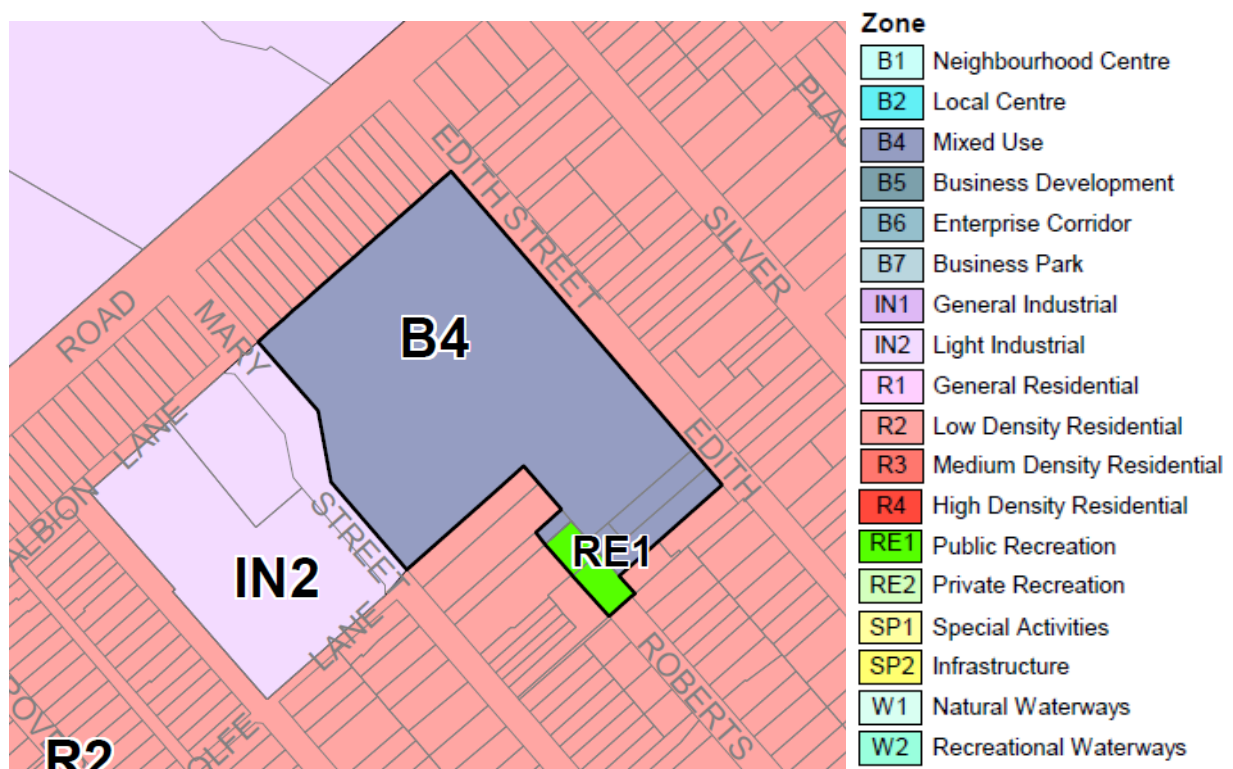 EDITH STREET
SILVER
ROAD
MARY
B4
LANE
EDITH
ALBION
STREET
RE1
IN2
LANE
ROBERTS
R2
Zone
B1 Neighbourhood Centre
B2 Local Centre
B4 Mixed Use
B5 Business Development
B6 Enterprise Corridor
B7 Business Park
IN1 General Industrial
IN2 Light Industrial
R1 General Residential
R2 Low Density Residential
R3 Medium Density Residential
R4 High Density Residential
RE1 Public Recreation
RE2 Private Recreation
SP1 Special Activities
SP2 Infrastructure
W1 Natural Waterways
W2 Recreational Waterways